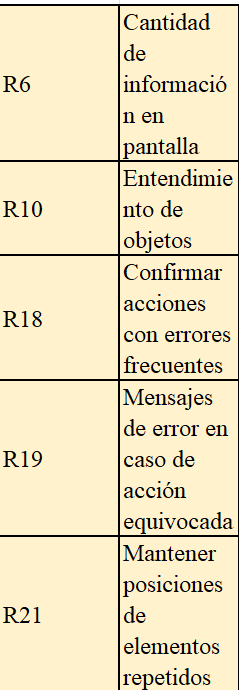 Cantidad
de
R6
informació
n en
pantalla
Entendimie
R10
nto de
objetos
Confirmar
R18
acciones
con errores
frecuentes
Mensajes
de error en
R19
caso de
acción
equivocada
Mantener
posiciones
R21
de
elementos
repetidos